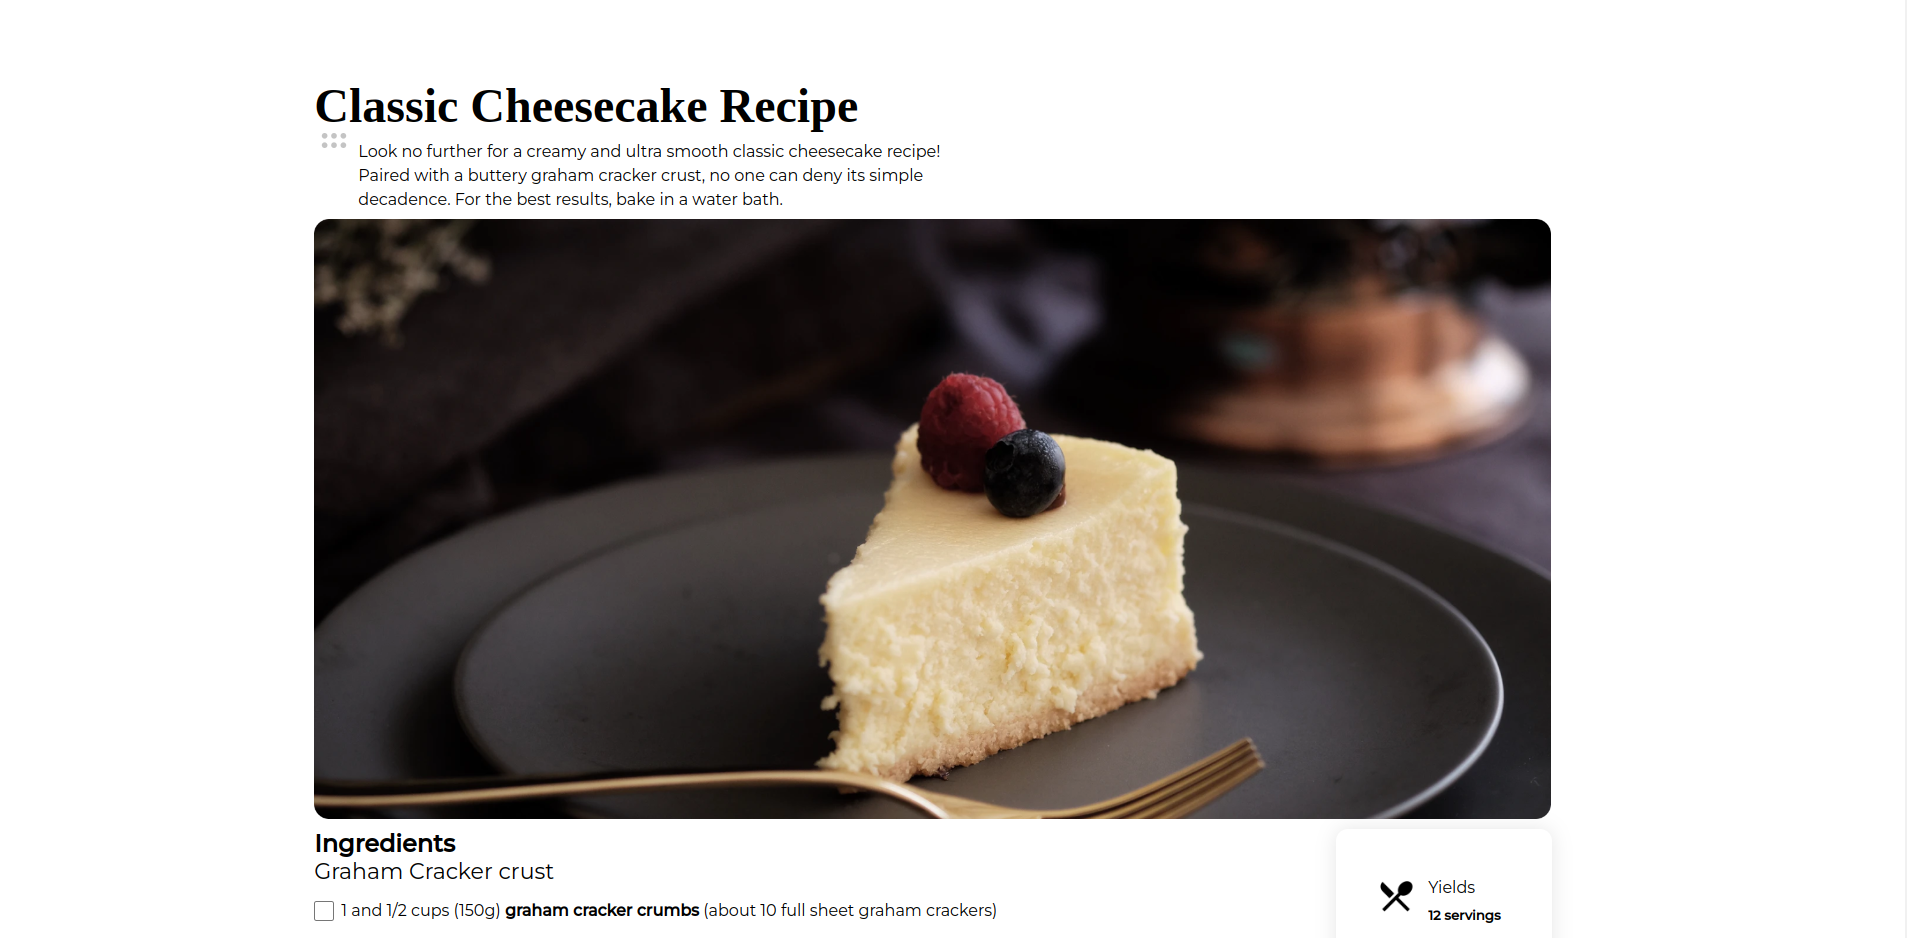 Classic Cheesecake Recipe
Look no further for a creamy and ultra smooth classic cheesecake recipe!
Paired with a buttery graham cracker crust, no one can deny its simple
decadence. For the best results, bake in a water bath.
Ingredients
Graham Cracker crust
1 and 1/2 cups (150g) graham cracker crumbs (about 10 full sheet graham crackers)
Yields
12 servings